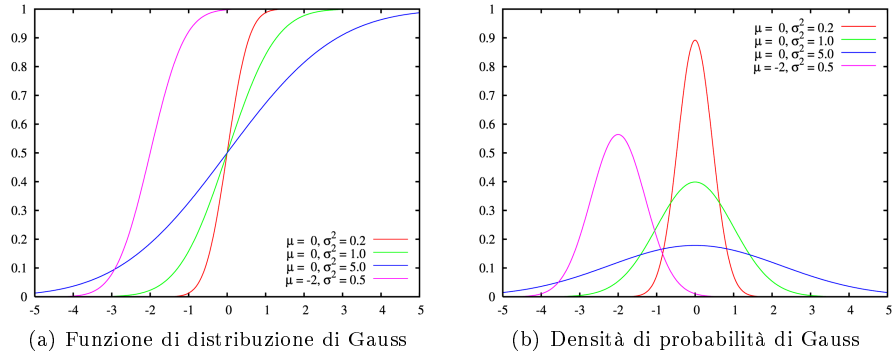 1
0.9
0.8
0.7
0.6
0.5
0.4
0.3
0.2
0.1
0
-5 -4 -3 -2 -1 0 1 2 3 4 5
μ = 0, σ² = 0.2
μ = 0, σ² = 1.0
μ = 0, σ² = 5.0
μ = -2, σ² = 0.5
(a) Funzione di distribuzione di Gauss
1
0.9
0.8
0.7
0.6
0.5
0.4
0.3
0.2
0.1
0
-5 -4 -3 -2 -1 0 1 2 3 4 5
μ = 0, σ² = 0.2
μ = 0, σ² = 1.0
μ = 0, σ² = 5.0
μ = -2, σ² = 0.5
(b) Densità di probabilità di Gauss